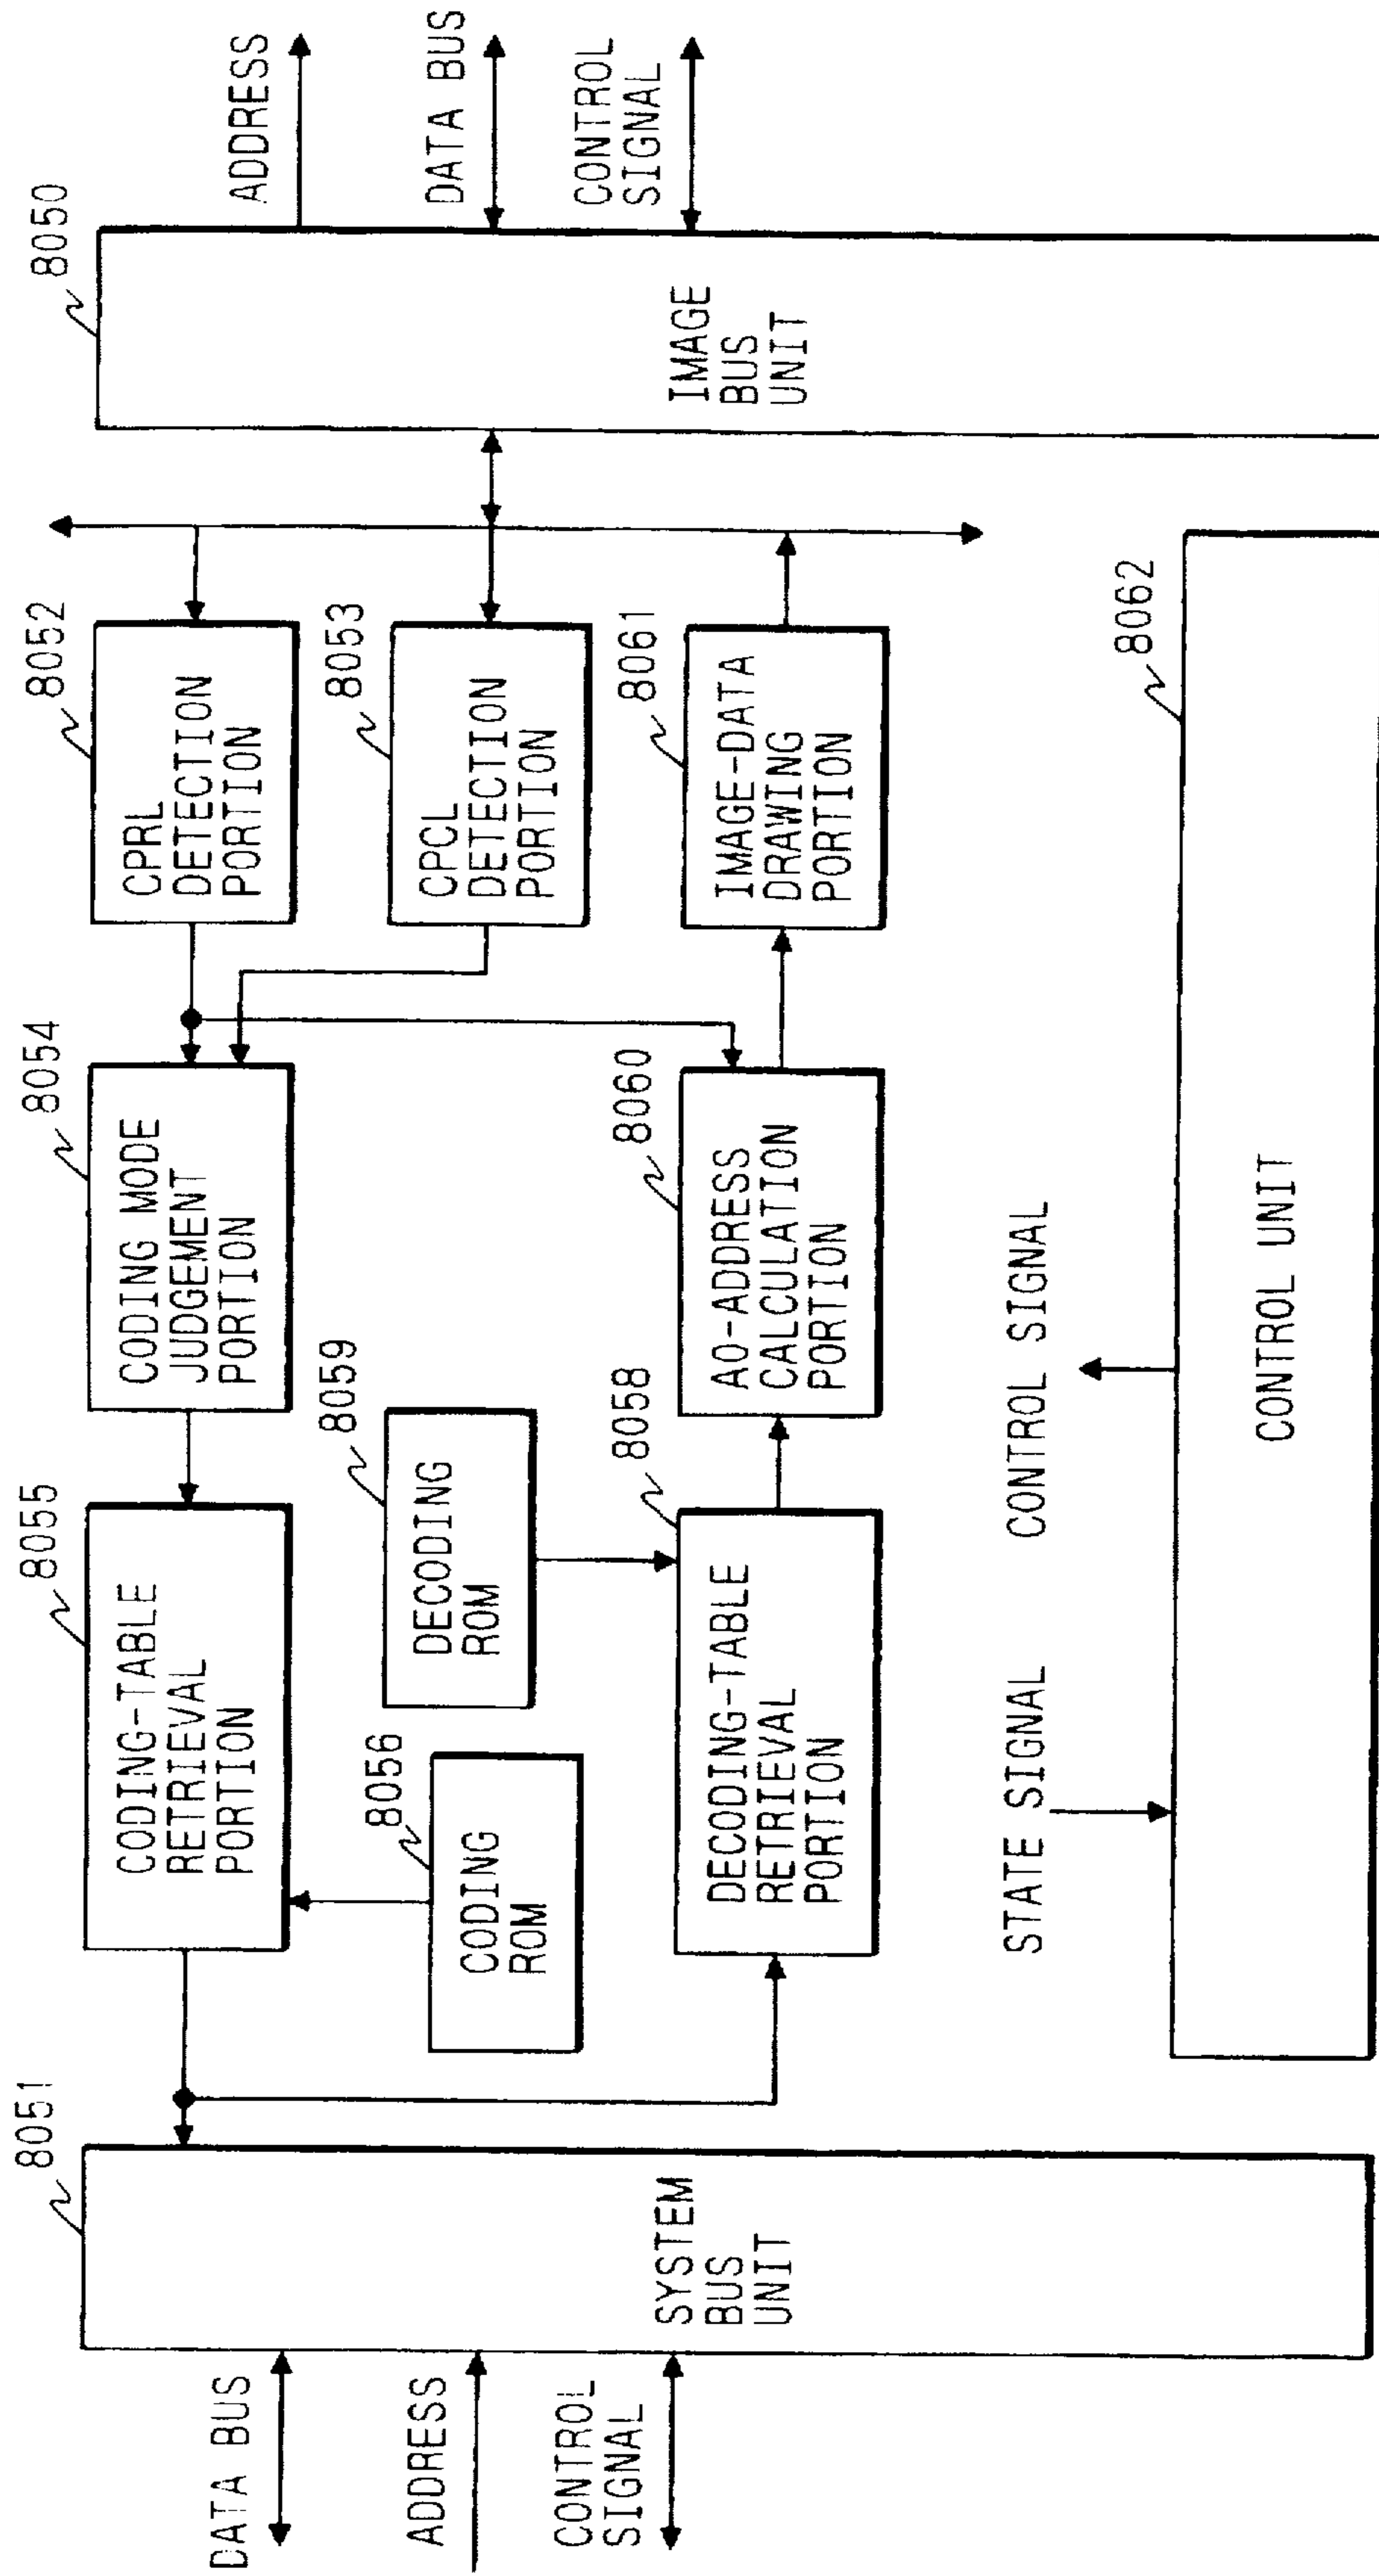 8051
SYSTEM
BUS
UNIT
DATA BUS
ADDRESS
CONTROL
SIGNAL
8055
CODING-TABLE
RETRIEVAL
PORTION
8056
CODING
ROM
8059
DECODING
ROM
8058
DECODING-TABLE
RETRIEVAL
PORTION
8054
CODING MODE
JUDGEMENT
PORTION
8060
A0-ADDRESS
CALCULATION
PORTION
8052
CPRL
DETECTION
PORTION
8053
CPCL
DETECTION
PORTION
8061
IMAGE-DATA
DRAWING
PORTION
8050
IMAGE
BUS
UNIT
ADDRESS
DATA BUS
CONTROL
SIGNAL
STATE SIGNAL
CONTROL SIGNAL
8062
CONTROL UNIT